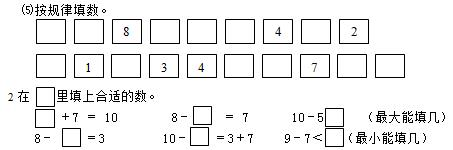 ⑸按规律填数。
□ □ 8 □ □ □ 4 □ 2
□ 1 □ 3 4 □ □ 7 □ □
2 在 □ 里填上合适的数。
□ + 7 = 10 8 - □ = 7 10 - 5 □ (最大能填几)
8 - □ = 3 10 - □ = 3 + 7 9 - 7 < □ (最小能填几)